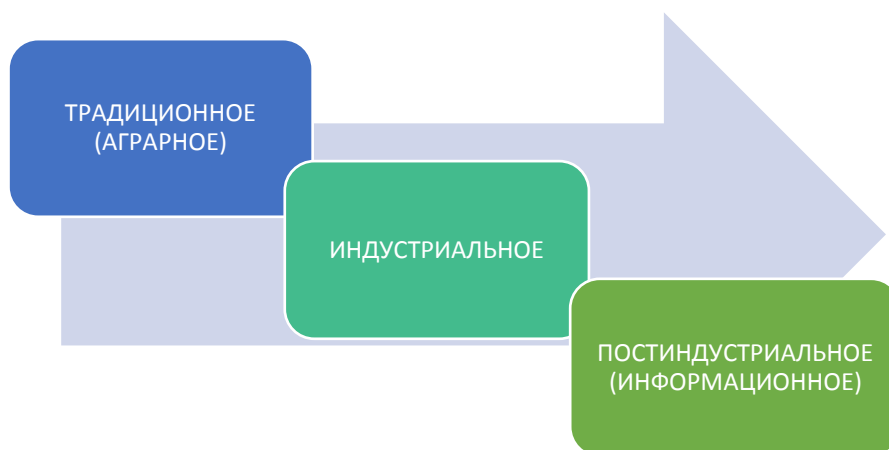 ТРАДИЦИОННОЕ
(АГРАРНОЕ)
ИНДУСТРИАЛЬНОЕ
ПОСТИНДУСТРИАЛЬНОЕ
(ИНФОРМАЦИОННОЕ)